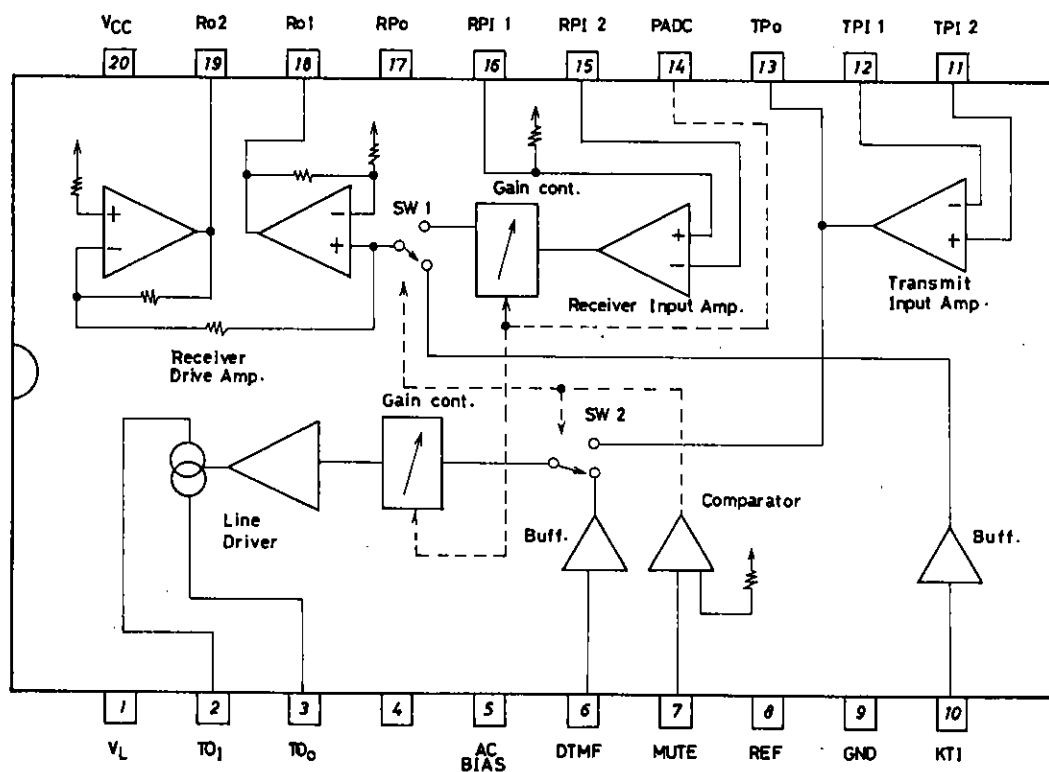 VCC Ro2 Ro1 RPo RPI 1 RPI 2 PADC TPo TPI 1 TPI 2
20 19 18 17 16 15 14 13 12 11
Gain cont.
SW 1
+
−
−
+
+
−
−
+
Receiver Input Amp.
Transmit
Input Amp.
Receiver
Drive Amp.
Gain cont.
SW 2
Comparator
Line
Driver
Buff.
Buff.
1 2 3 4 5 6 7 8 9 10
VL TO1 TOo AC BIAS DTMF MUTE REF GND KTI